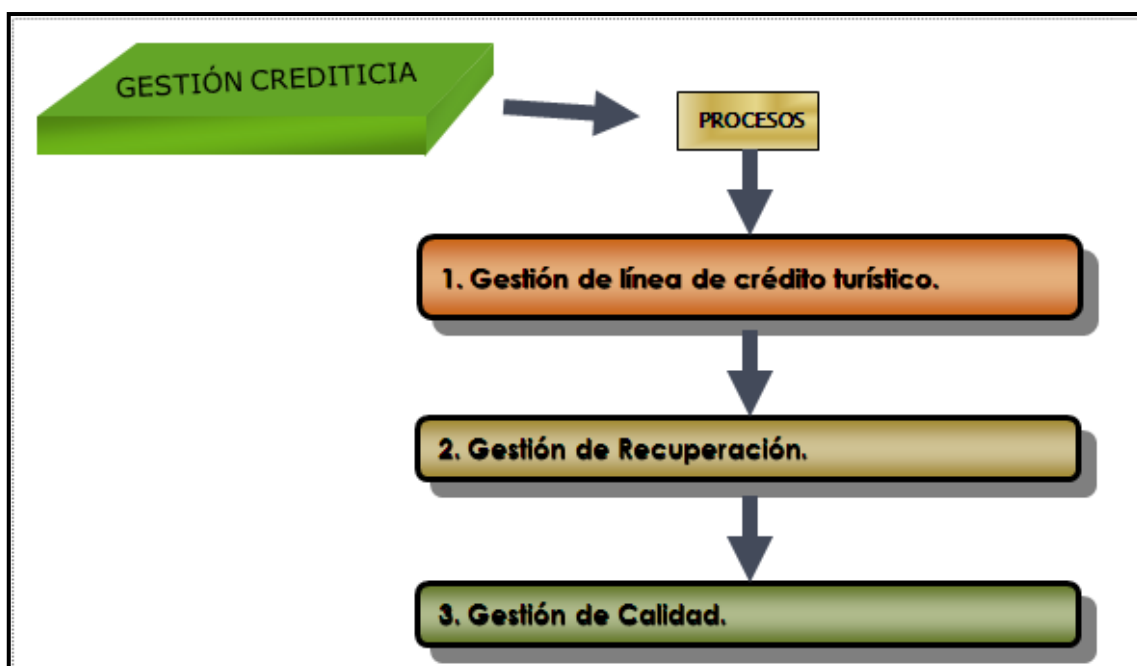 GESTIÓN CREDITICIA
PROCESOS
1. Gestión de línea de crédito turístico.
2. Gestión de Recuperación.
3. Gestión de Calidad.